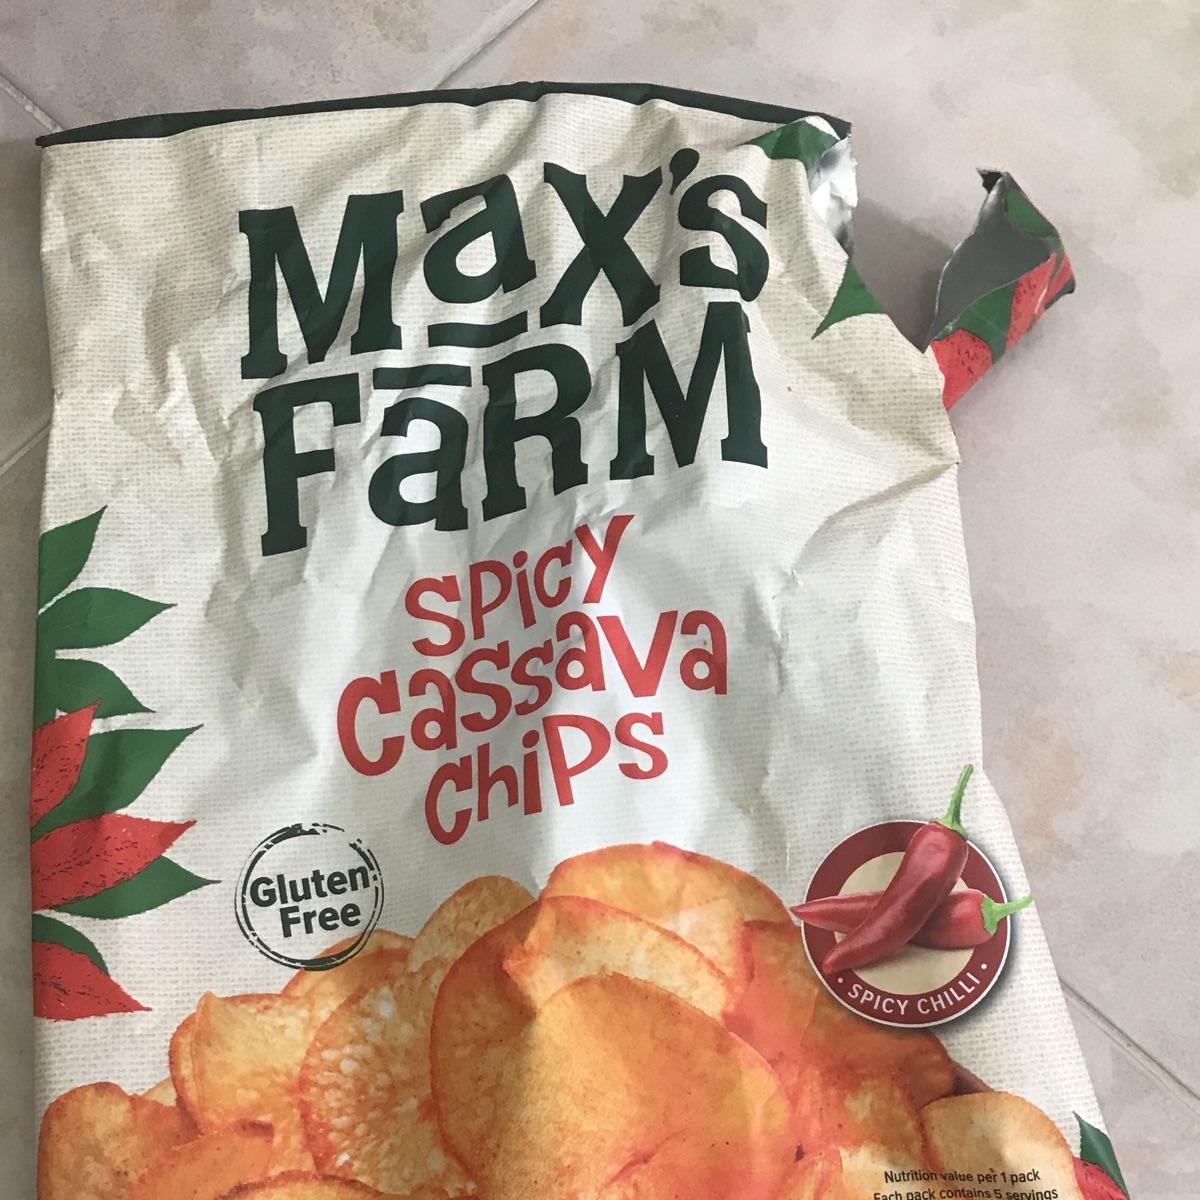 Max's
FaRM
SPicY
Cassava
ChiPS
Gluten
Free
• SPICY CHILLI •
Nutrition value per 1 pack
Each pack contains 5 servings